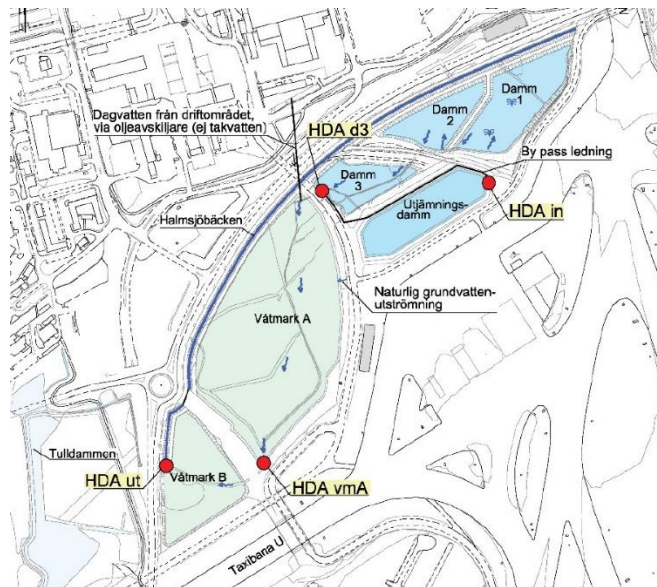 Dagvatten från driftområdet,
via oljeavskiljare (ej takvatten)
HDA d3
Damm
2
Damm
1
By pass ledning
Damm
3
Utjämnings-
damm
HDA in
Halmsjöbäcken
Naturlig grundvatten-
utströmning
Våtmark A
Tulldammen
HDA ut
Våtmark B
HDA vmA
Taxibana U